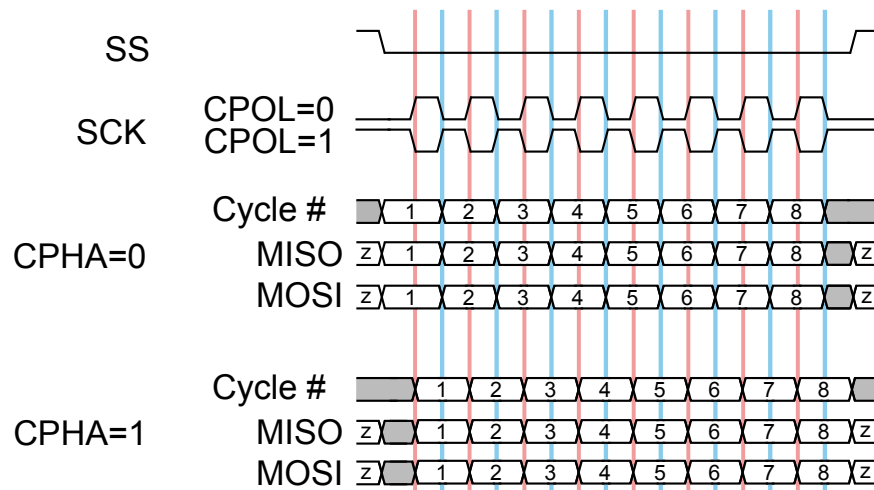 SS
SCK
CPOL=0
CPOL=1
CPHA=0
Cycle # 1 2 3 4 5 6 7 8
MISO z 1 2 3 4 5 6 7 8 z
MOSI z 1 2 3 4 5 6 7 8 z
CPHA=1
Cycle # 1 2 3 4 5 6 7 8
MISO z 1 2 3 4 5 6 7 8 z
MOSI z 1 2 3 4 5 6 7 8 z